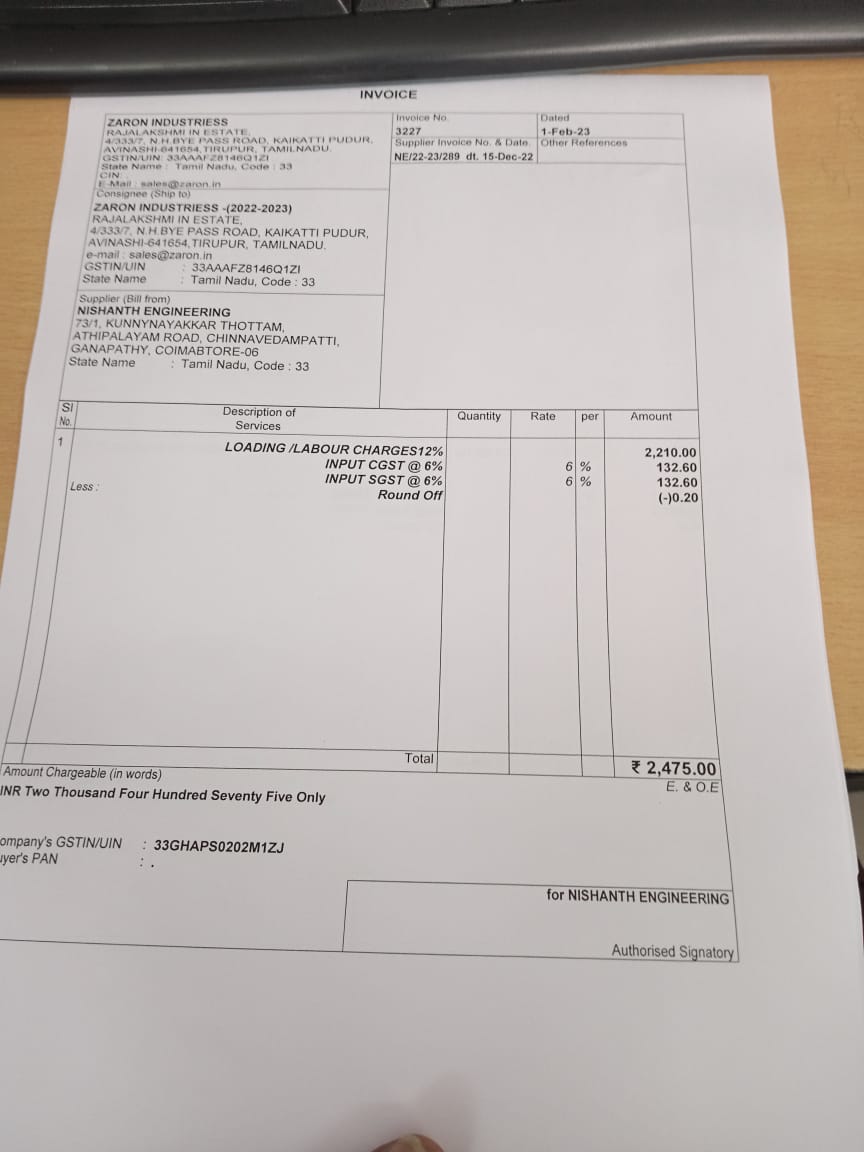 INVOICE
ZARON INDUSTRIESS
RAJALAKSHMI IN ESTATE,
4/333/7, N.H.BYE PASS ROAD, KAIKATTI PUDUR,
AVINASHI-641654,TIRUPUR, TAMILNADU.
GSTIN/UIN: 33AAAFZ8146Q1ZI
State Name : Tamil Nadu, Code : 33
CIN:
E-Mail : sales@zaron.in
Invoice No.
3227
Dated
1-Feb-23
Supplier Invoice No. & Date.
NE/22-23/289 dt. 15-Dec-22
Other References
Consignee (Ship to)
ZARON INDUSTRIESS -(2022-2023)
RAJALAKSHMI IN ESTATE,
4/333/7, N.H.BYE PASS ROAD, KAIKATTI PUDUR,
AVINASHI-641654,TIRUPUR, TAMILNADU.
e-mail : sales@zaron.in
GSTIN/UIN : 33AAAFZ8146Q1ZI
State Name : Tamil Nadu, Code : 33
Supplier (Bill from)
NISHANTH ENGINEERING
73/1, KUNNYNAYAKKAR THOTTAM,
ATHIPALAYAM ROAD, CHINNAVEDAMPATTI,
GANAPATHY, COIMABTORE-06
State Name : Tamil Nadu, Code : 33
Sl No. Description of Services Quantity Rate per Amount
1 LOADING /LABOUR CHARGES12% 2,210.00
INPUT CGST @ 6% 6 % 132.60
INPUT SGST @ 6% 6 % 132.60
Less : Round Off (-)0.20
Total ₹ 2,475.00
Amount Chargeable (in words) E. & O.E
INR Two Thousand Four Hundred Seventy Five Only
ompany's GSTIN/UIN : 33GHAPS0202M1ZJ
uyer's PAN : .
for NISHANTH ENGINEERING
Authorised Signatory